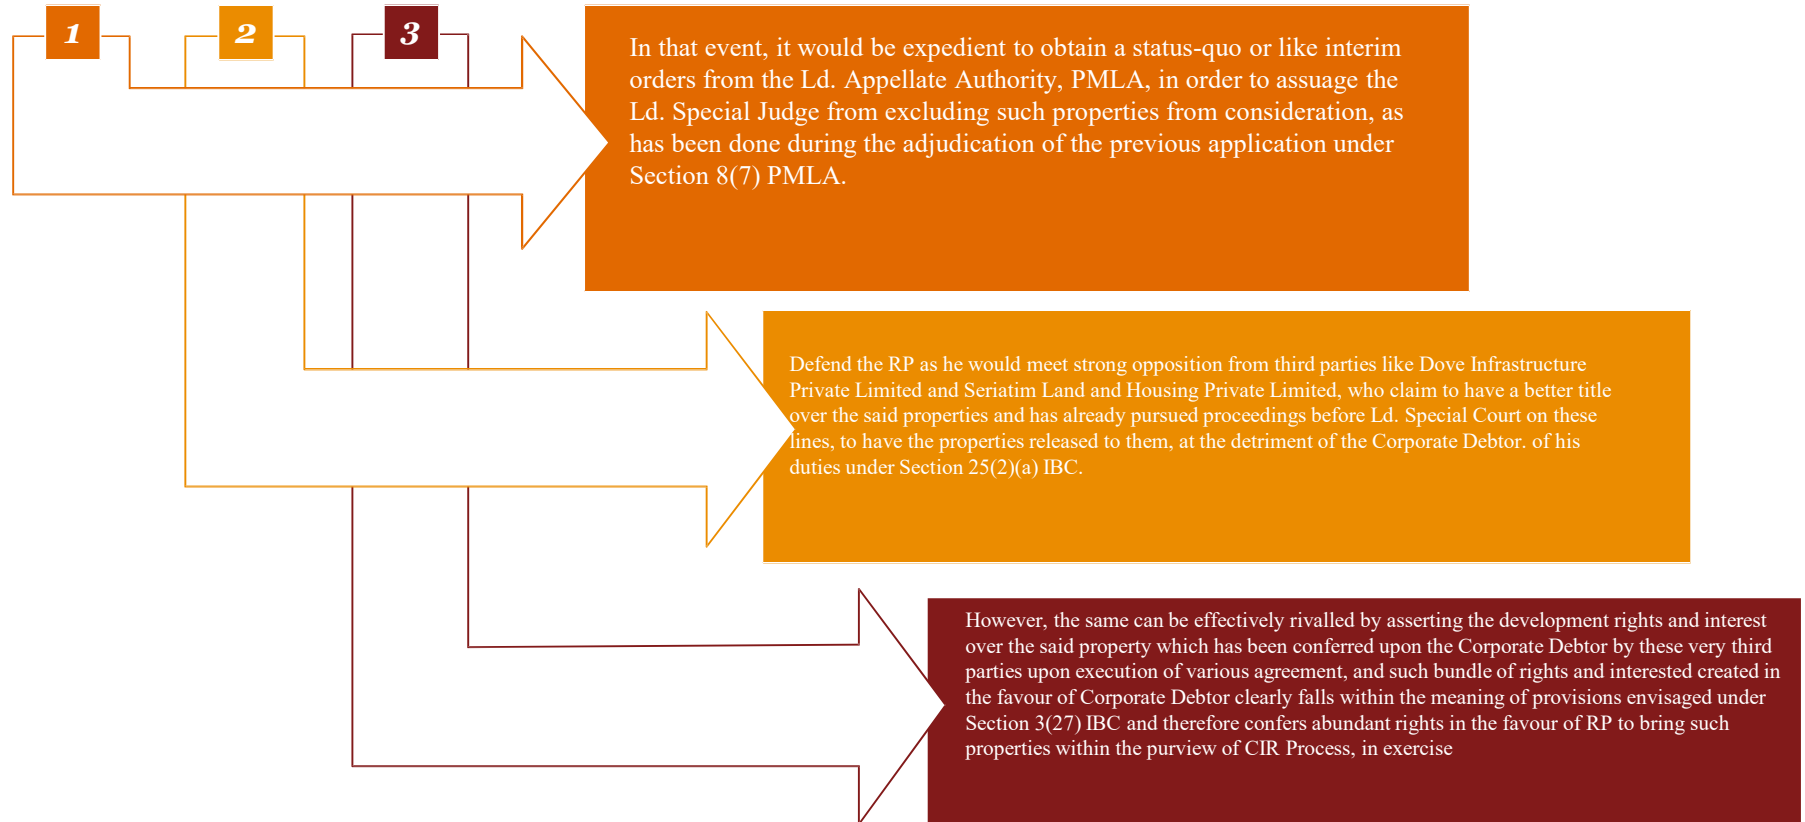 1
2
3
In that event, it would be expedient to obtain a status-quo or like interim
orders from the Ld. Appellate Authority, PMLA, in order to assuage the
Ld. Special Judge from excluding such properties from consideration, as
has been done during the adjudication of the previous application under
Section 8(7) PMLA.
Defend the RP as he would meet strong opposition from third parties like Dove Infrastructure
Private Limited and Seriatim Land and Housing Private Limited, who claim to have a better title
over the said properties and has already pursued proceedings before Ld. Special Court on these
lines, to have the properties released to them, at the detriment of the Corporate Debtor. of his
duties under Section 25(2)(a) IBC.
However, the same can be effectively rivalled by asserting the development rights and interest
over the said property which has been conferred upon the Corporate Debtor by these very third
parties upon execution of various agreement, and such bundle of rights and interested created in
the favour of Corporate Debtor clearly falls within the meaning of provisions envisaged under
Section 3(27) IBC and therefore confers abundant rights in the favour of RP to bring such
properties within the purview of CIR Process, in exercise